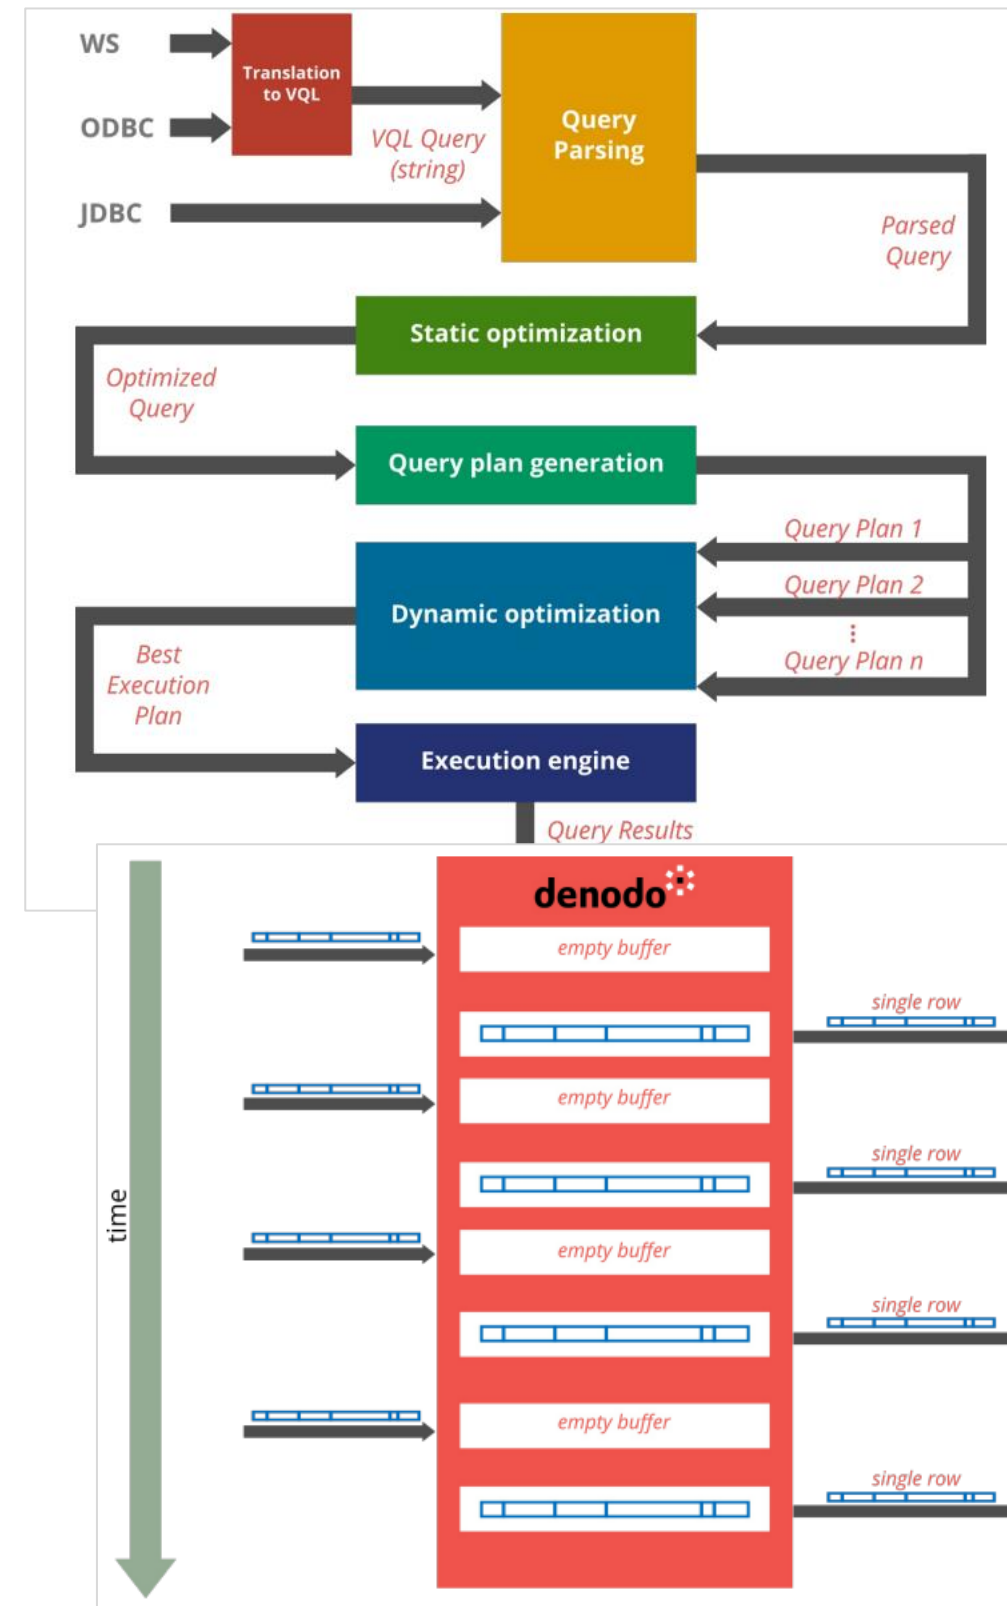 WS
Translation
to VQL
ODBC
VQL Query
(string)
JDBC
Query
Parsing
Parsed
Query
Static optimization
Optimized
Query
Query plan generation
Query Plan 1
Query Plan 2
Query Plan n
Dynamic optimization
Best
Execution
Plan
Execution engine
Query Results
denodo
time
empty buffer
single row
empty buffer
single row
empty buffer
single row
empty buffer
single row